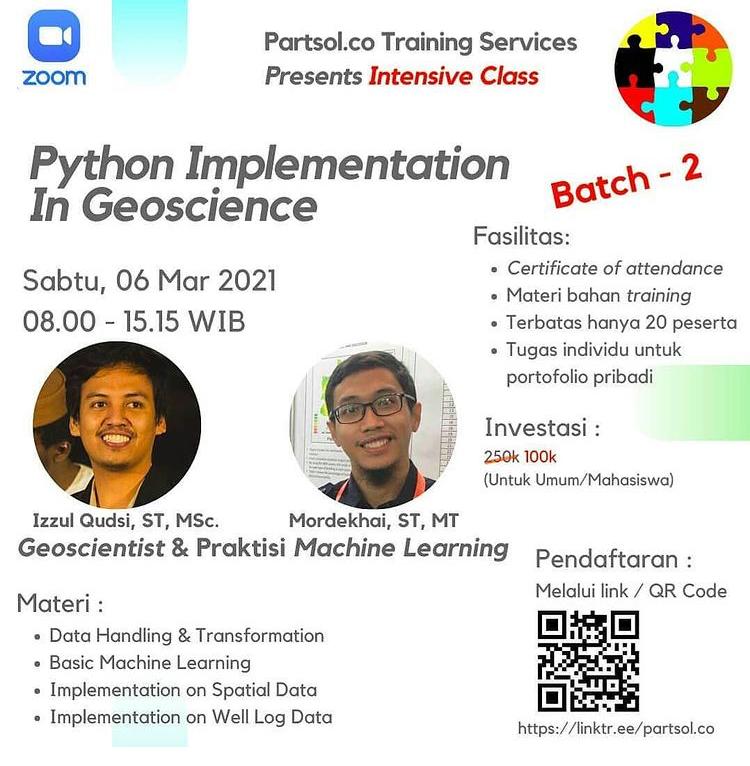 zoom
Partsol.co Training Services
Presents Intensive Class
Python Implementation
In Geoscience
Batch - 2
Sabtu, 06 Mar 2021
08.00 - 15.15 WIB
Fasilitas:
• Certificate of attendance
• Materi bahan training
• Terbatas hanya 20 peserta
• Tugas individu untuk
portofolio pribadi
Investasi :
250k 100k
(Untuk Umum/Mahasiswa)
Izzul Qudsi, ST, MSc.
Mordekhai, ST, MT
Geoscientist & Praktisi Machine Learning
Materi :
• Data Handling & Transformation
• Basic Machine Learning
• Implementation on Spatial Data
• Implementation on Well Log Data
Pendaftaran :
Melalui link / QR Code
https://linktr.ee/partsol.co